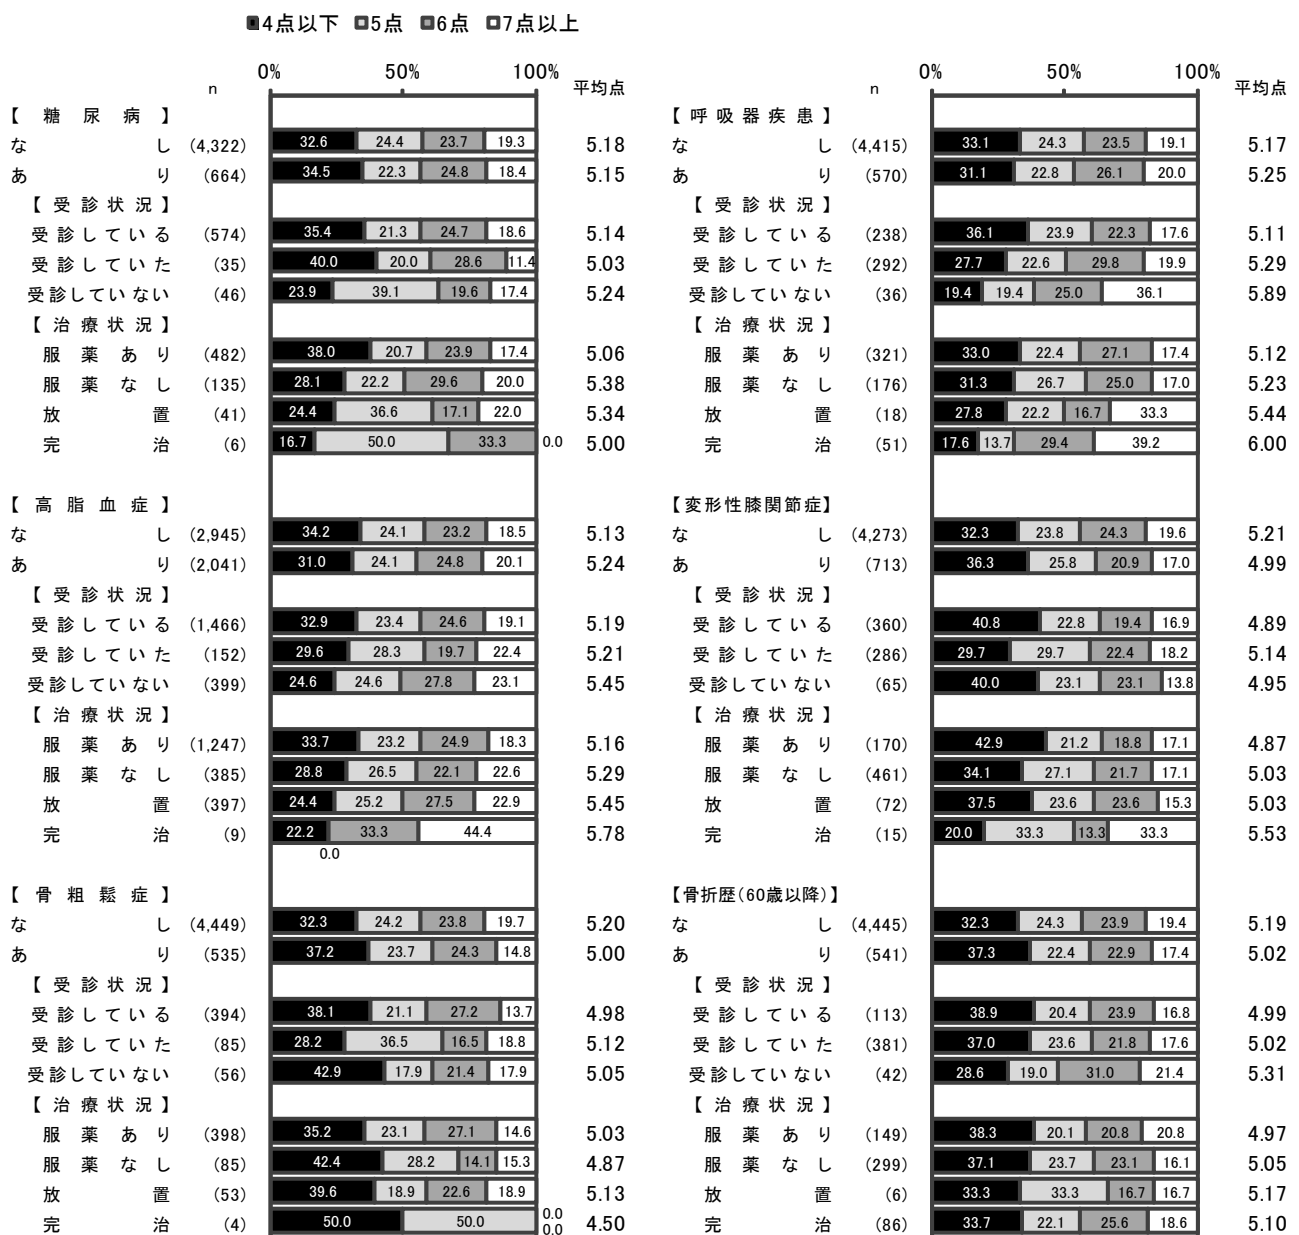 ■4点以下 □5点 ■6点 □7点以上
n 0% 50% 100% 平均点
【糖尿病】
なし (4,322) 32.6 24.4 23.7 19.3 5.18
あり (664) 34.5 22.3 24.8 18.4 5.15
【受診状況】
受診している (574) 35.4 21.3 24.7 18.6 5.14
受診していた (35) 40.0 20.0 28.6 11.4 5.03
受診していない (46) 23.9 39.1 19.6 17.4 5.24
【治療状況】
服薬あり (482) 38.0 20.7 23.9 17.4 5.06
服薬なし (135) 28.1 22.2 29.6 20.0 5.38
放置 (41) 24.4 36.6 17.1 22.0 5.34
完治 (6) 16.7 50.0 33.3 0.0 5.00
【高脂血症】
なし (2,945) 34.2 24.1 23.2 18.5 5.13
あり (2,041) 31.0 24.1 24.8 20.1 5.24
【受診状況】
受診している (1,466) 32.9 23.4 24.6 19.1 5.19
受診していた (152) 29.6 28.3 19.7 22.4 5.21
受診していない (399) 24.6 24.6 27.8 23.1 5.45
【治療状況】
服薬あり (1,247) 33.7 23.2 24.9 18.3 5.16
服薬なし (385) 28.8 26.5 22.1 22.6 5.29
放置 (397) 24.4 25.2 27.5 22.9 5.45
完治 (9) 22.2 33.3 44.4 5.78
0.0
【骨粗鬆症】
なし (4,449) 32.3 24.2 23.8 19.7 5.20
あり (535) 37.2 23.7 24.3 14.8 5.00
【受診状況】
受診している (394) 38.1 21.1 27.2 13.7 4.98
受診していた (85) 28.2 36.5 16.5 18.8 5.12
受診していない (56) 42.9 17.9 21.4 17.9 5.05
【治療状況】
服薬あり (398) 35.2 23.1 27.1 14.6 5.03
服薬なし (85) 42.4 28.2 14.1 15.3 4.87
放置 (53) 39.6 18.9 22.6 18.9 5.13
完治 (4) 50.0 50.0 0.0 0.0 4.50
n 0% 50% 100% 平均点
【呼吸器疾患】
なし (4,415) 33.1 24.3 23.5 19.1 5.17
あり (570) 31.1 22.8 26.1 20.0 5.25
【受診状況】
受診している (238) 36.1 23.9 22.3 17.6 5.11
受診していた (292) 27.7 22.6 29.8 19.9 5.29
受診していない (36) 19.4 19.4 25.0 36.1 5.89
【治療状況】
服薬あり (321) 33.0 22.4 27.1 17.4 5.12
服薬なし (176) 31.3 26.7 25.0 17.0 5.23
放置 (18) 27.8 22.2 16.7 33.3 5.44
完治 (51) 17.6 13.7 29.4 39.2 6.00
【変形性膝関節症】
なし (4,273) 32.3 23.8 24.3 19.6 5.21
あり (713) 36.3 25.8 20.9 17.0 4.99
【受診状況】
受診している (360) 40.8 22.8 19.4 16.9 4.89
受診していた (286) 29.7 29.7 22.4 18.2 5.14
受診していない (65) 40.0 23.1 23.1 13.8 4.95
【治療状況】
服薬あり (170) 42.9 21.2 18.8 17.1 4.87
服薬なし (461) 34.1 27.1 21.7 17.1 5.03
放置 (72) 37.5 23.6 23.6 15.3 5.03
完治 (15) 20.0 33.3 13.3 33.3 5.53
【骨折歴(60歳以降)】
なし (4,445) 32.3 24.3 23.9 19.4 5.19
あり (541) 37.3 22.4 22.9 17.4 5.02
【受診状況】
受診している (113) 38.9 20.4 23.9 16.8 4.99
受診していた (381) 37.0 23.6 21.8 17.6 5.02
受診していない (42) 28.6 19.0 31.0 21.4 5.31
【治療状況】
服薬あり (149) 38.3 20.1 20.8 20.8 4.97
服薬なし (299) 37.1 23.7 23.1 16.1 5.05
放置 (6) 33.3 33.3 16.7 16.7 5.17
完治 (86) 33.7 22.1 25.6 18.6 5.10